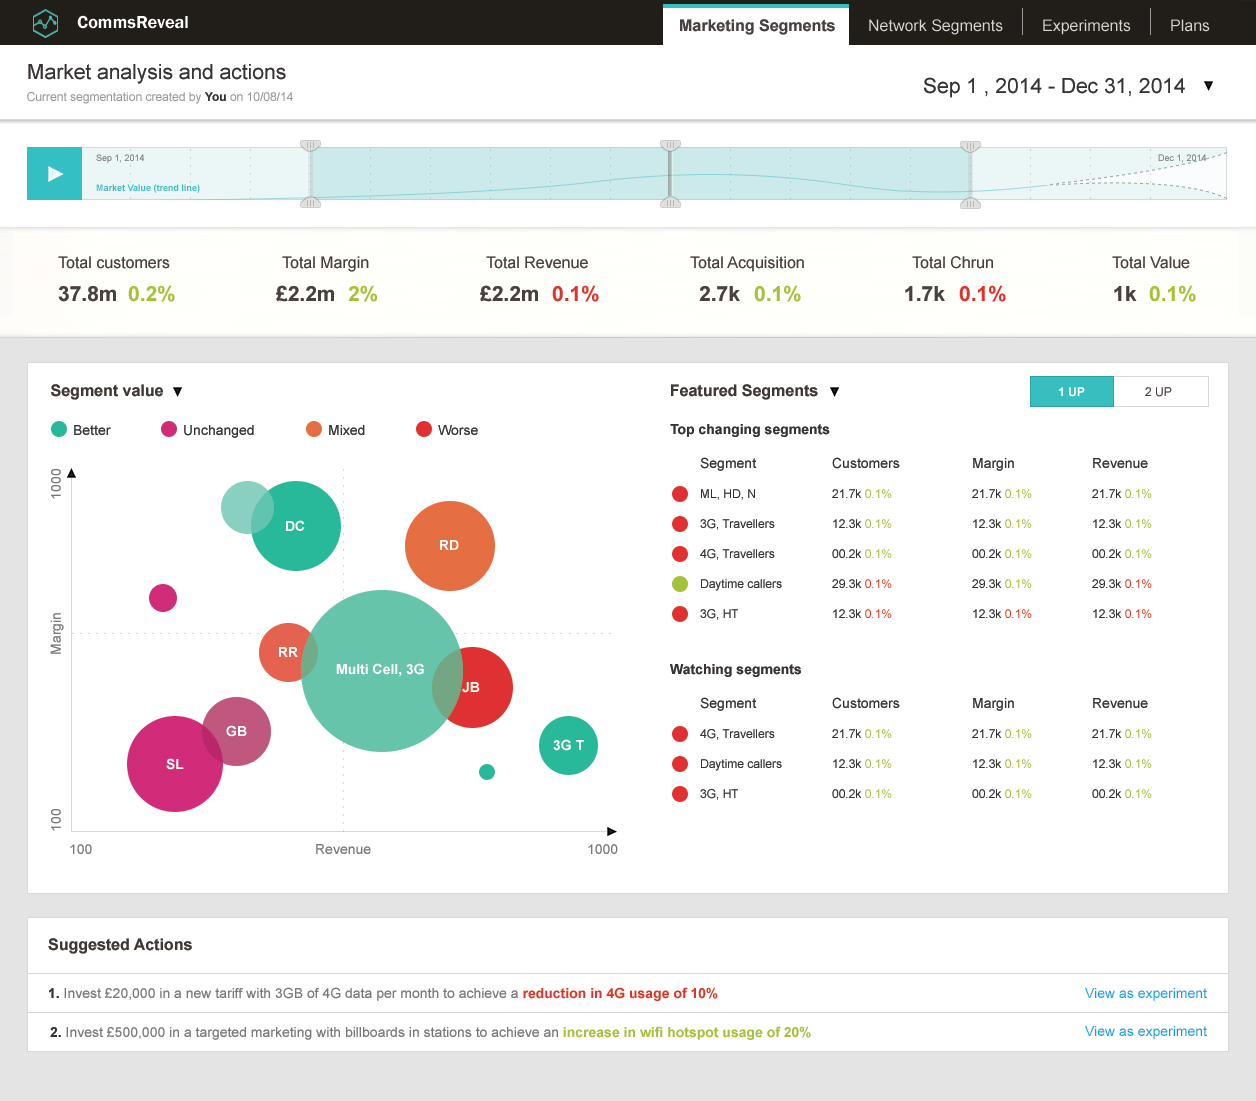 CommsReveal
Marketing Segments
Network Segments
Experiments
Plans
Market analysis and actions
Current segmentation created by You on 10/08/14
Sep 1 , 2014 - Dec 31, 2014 ▼
Sep 1, 2014
Dec 1, 2014
Market Value (trend line)
Total customers
37.8m 0.2%
Total Margin
£2.2m 2%
Total Revenue
£2.2m 0.1%
Total Acquisition
2.7k 0.1%
Total Chrun
1.7k 0.1%
Total Value
1k 0.1%
Segment value ▼
Better
Unchanged
Mixed
Worse
1000
Margin
100
DC
RD
RR
Multi Cell, 3G
JB
GB
SL
3G T
100
Revenue
1000
Featured Segments ▼
1 UP
2 UP
Top changing segments
Segment Customers Margin Revenue
ML, HD, N 21.7k 0.1% 21.7k 0.1% 21.7k 0.1%
3G, Travellers 12.3k 0.1% 12.3k 0.1% 12.3k 0.1%
4G, Travellers 00.2k 0.1% 00.2k 0.1% 00.2k 0.1%
Daytime callers 29.3k 0.1% 29.3k 0.1% 29.3k 0.1%
3G, HT 12.3k 0.1% 12.3k 0.1% 12.3k 0.1%
Watching segments
Segment Customers Margin Revenue
4G, Travellers 21.7k 0.1% 21.7k 0.1% 21.7k 0.1%
Daytime callers 12.3k 0.1% 12.3k 0.1% 12.3k 0.1%
3G, HT 00.2k 0.1% 00.2k 0.1% 00.2k 0.1%
Suggested Actions
1. Invest £20,000 in a new tariff with 3GB of 4G data per month to achieve a reduction in 4G usage of 10%
View as experiment
2. Invest £500,000 in a targeted marketing with billboards in stations to achieve an increase in wifi hotspot usage of 20%
View as experiment